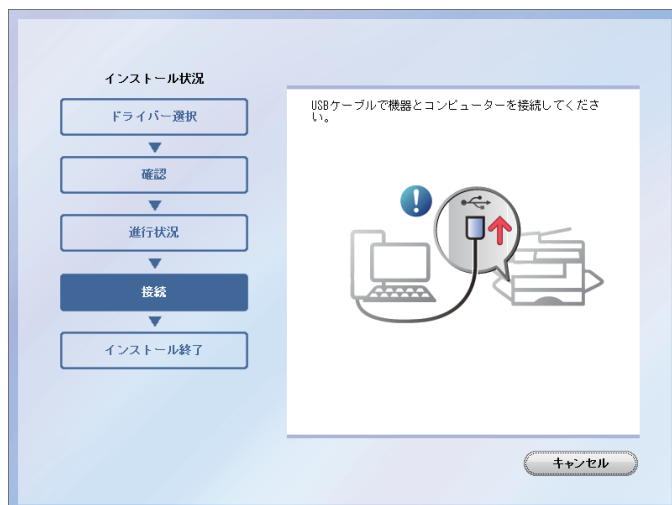 インストール状況
ドライバー選択
確認
進行状況
接続
インストール終了
USBケーブルで機器とコンピューターを接続してくださ
い。
キャンセル